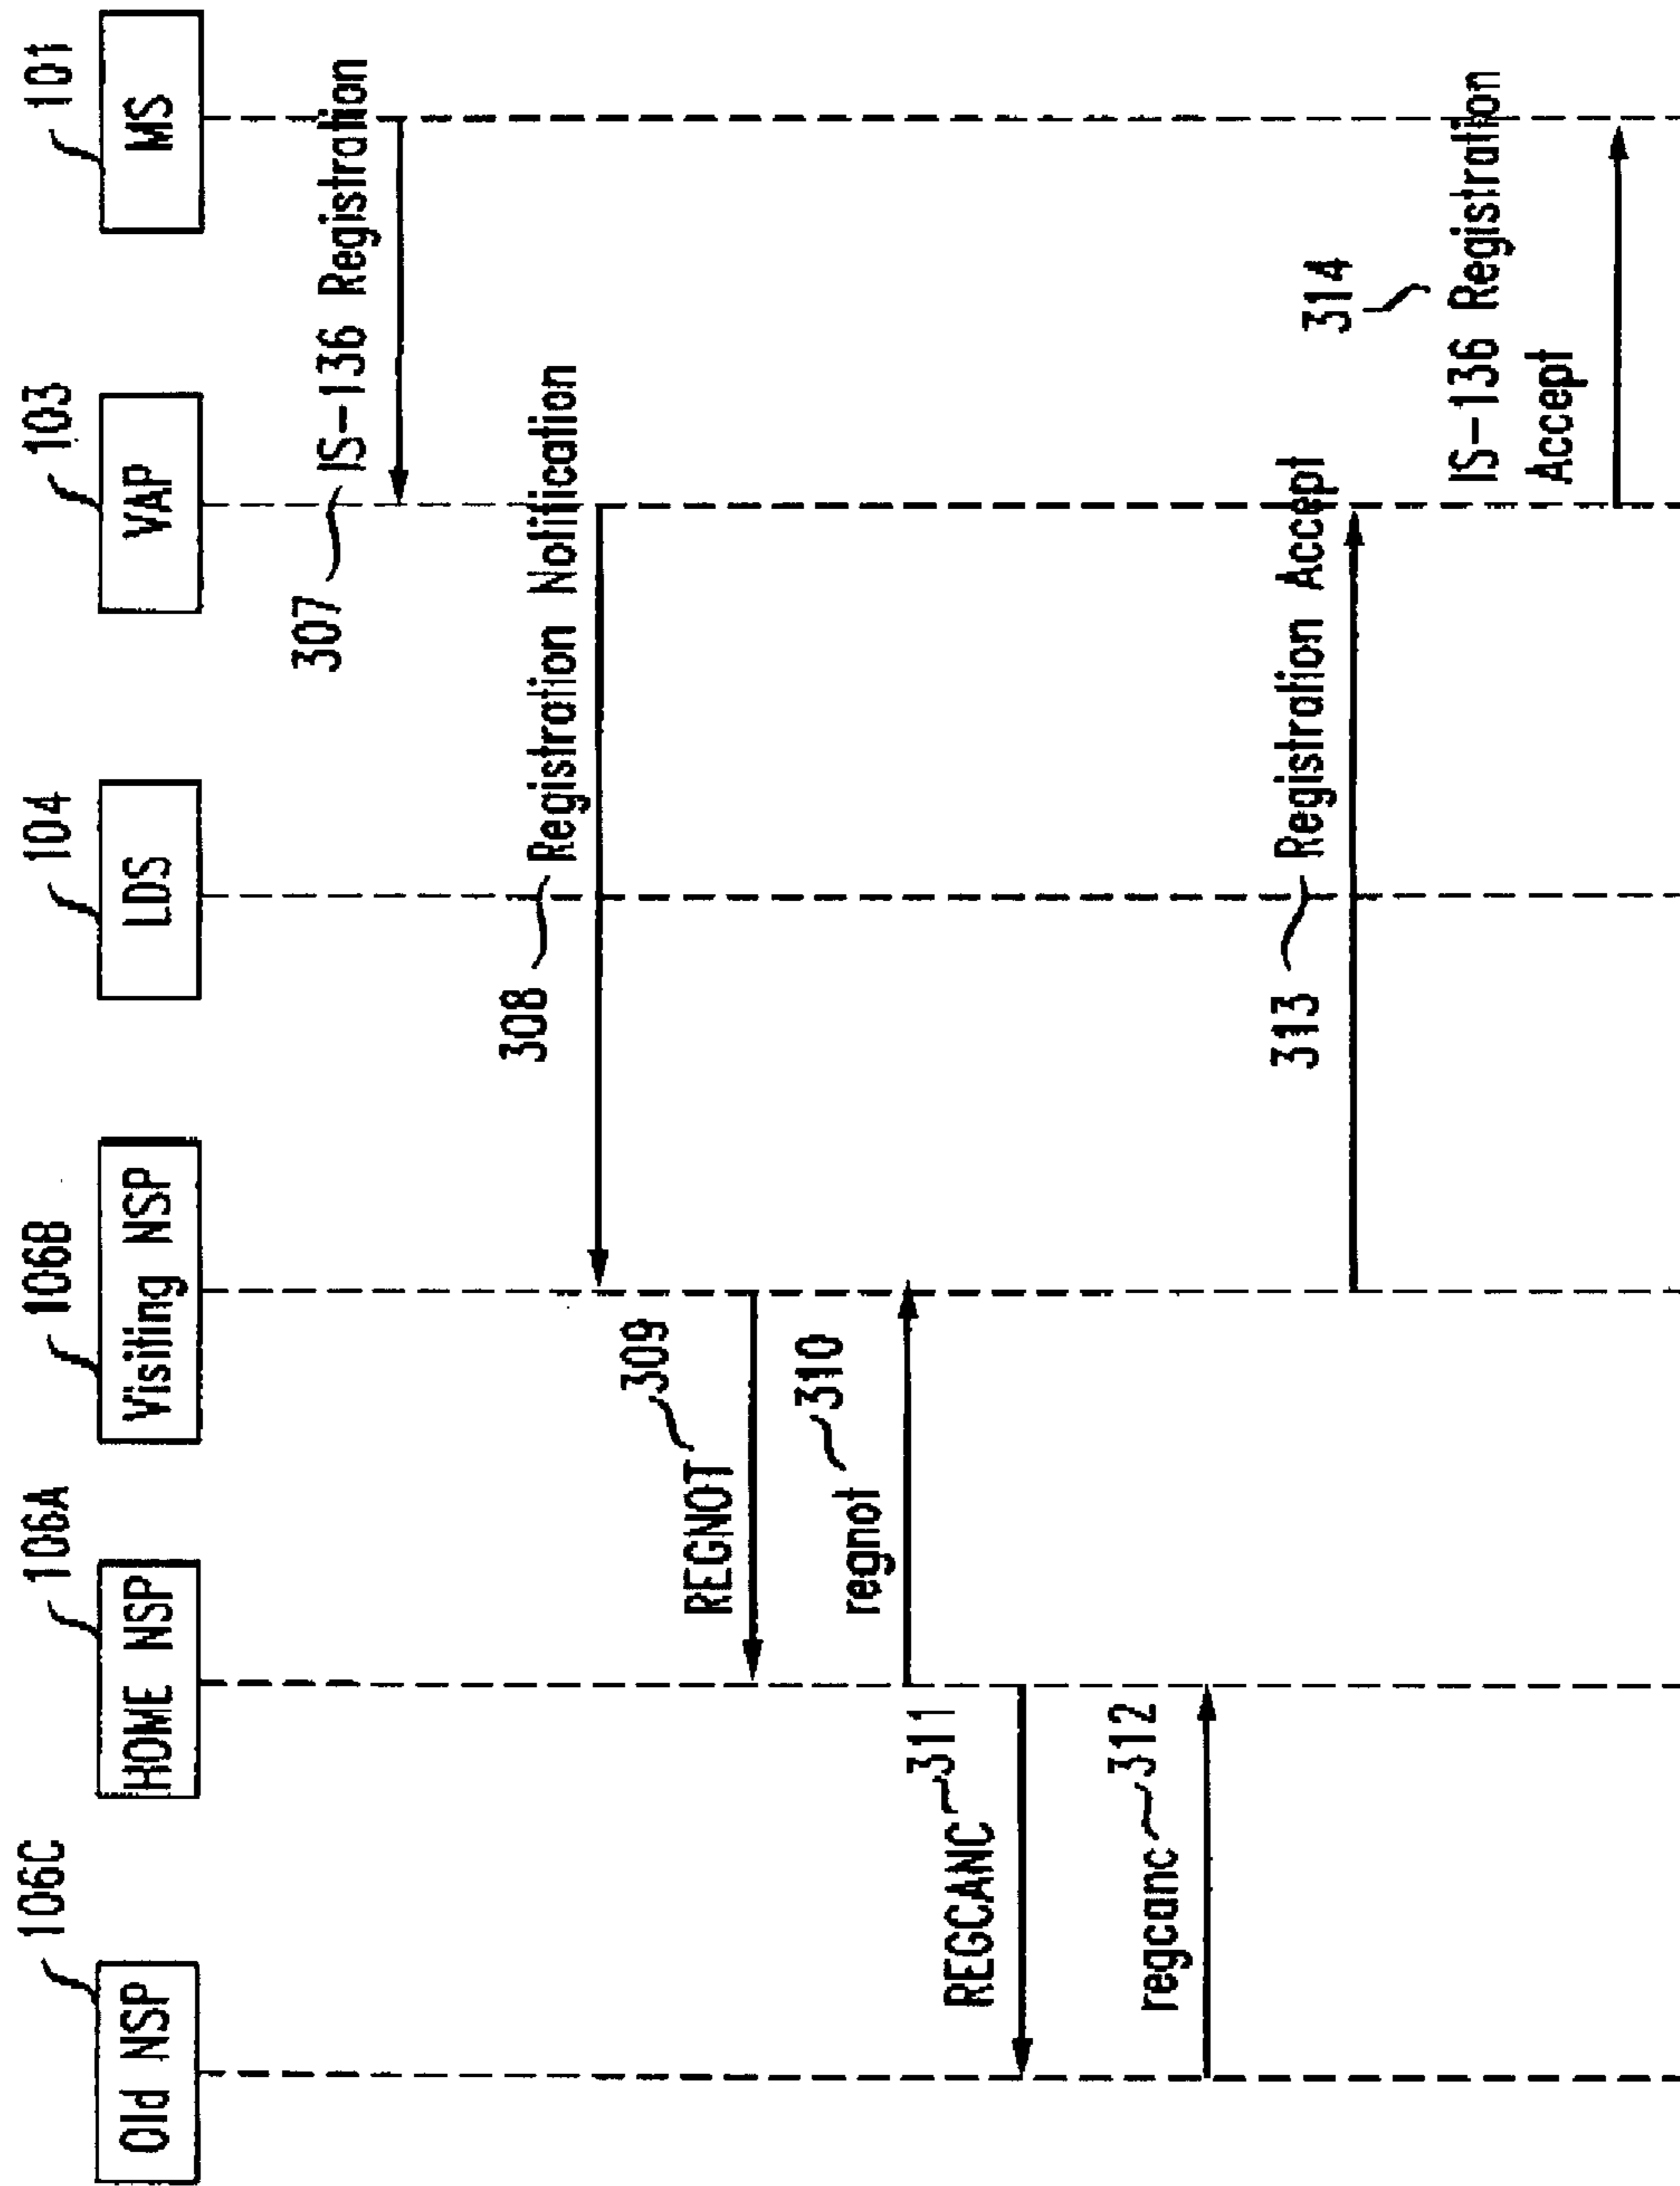 106C
Old NSP
106A
HOME NSP
106B
Visiting NSP
104
LDS
103
VAP
101
MS
307
IS-136 Registration
308
Registration Notification
309
REGNOT
310
regnot
311
REGCANC
312
regcanc
313
Registration Accept
314
IS-136 Registration
Accept